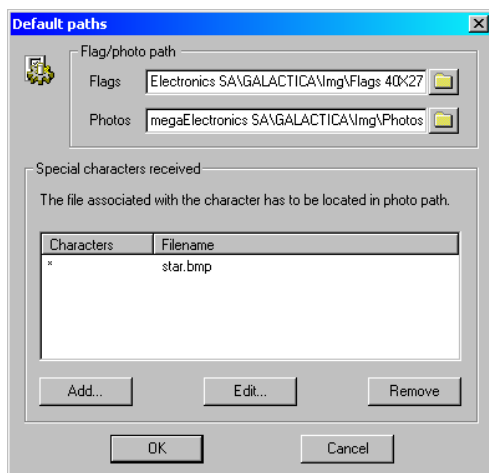 Default paths
Flag/photo path
Flags Electronics SA\GALACTICA\Img\Flags 40X27
Photos megaElectronics SA\GALACTICA\Img\Photos
Special characters received
The file associated with the character has to be located in photo path.
Characters Filename
* star.bmp
Add... Edit... Remove
OK Cancel